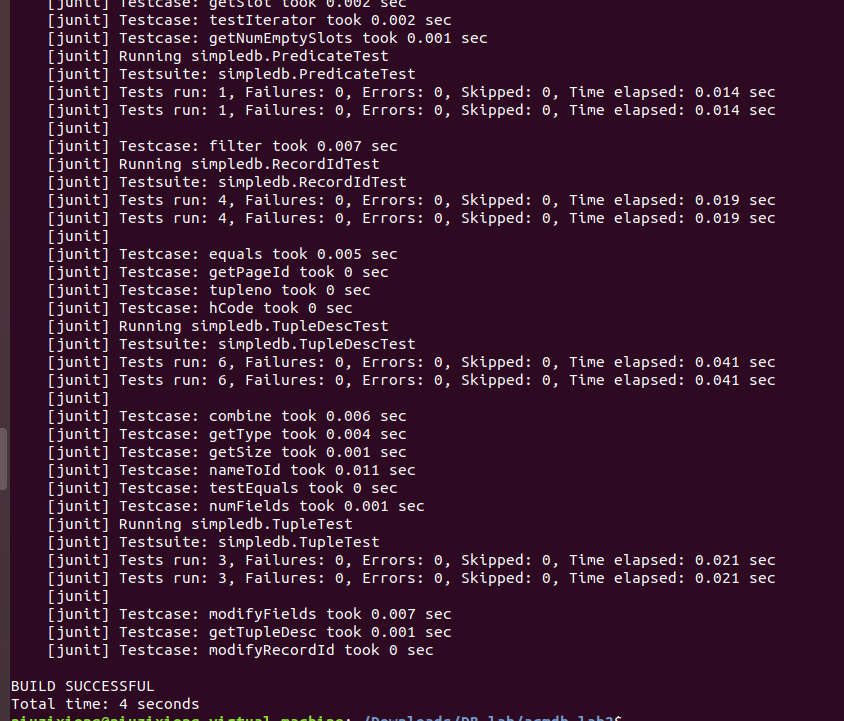 [junit] Testcase: getSlot took 0.002 sec
[junit] Testcase: testIterator took 0.002 sec
[junit] Testcase: getNumEmptySlots took 0.001 sec
[junit] Running simpledb.PredicateTest
[junit] Testsuite: simpledb.PredicateTest
[junit] Tests run: 1, Failures: 0, Errors: 0, Skipped: 0, Time elapsed: 0.014 sec
[junit] Tests run: 1, Failures: 0, Errors: 0, Skipped: 0, Time elapsed: 0.014 sec
[junit]
[junit] Testcase: filter took 0.007 sec
[junit] Running simpledb.RecordIdTest
[junit] Testsuite: simpledb.RecordIdTest
[junit] Tests run: 4, Failures: 0, Errors: 0, Skipped: 0, Time elapsed: 0.019 sec
[junit] Tests run: 4, Failures: 0, Errors: 0, Skipped: 0, Time elapsed: 0.019 sec
[junit]
[junit] Testcase: equals took 0.005 sec
[junit] Testcase: getPageId took 0 sec
[junit] Testcase: tupleno took 0 sec
[junit] Testcase: hCode took 0 sec
[junit] Running simpledb.TupleDescTest
[junit] Testsuite: simpledb.TupleDescTest
[junit] Tests run: 6, Failures: 0, Errors: 0, Skipped: 0, Time elapsed: 0.041 sec
[junit] Tests run: 6, Failures: 0, Errors: 0, Skipped: 0, Time elapsed: 0.041 sec
[junit]
[junit] Testcase: combine took 0.006 sec
[junit] Testcase: getType took 0.004 sec
[junit] Testcase: getSize took 0.001 sec
[junit] Testcase: nameToId took 0.011 sec
[junit] Testcase: testEquals took 0 sec
[junit] Testcase: numFields took 0.001 sec
[junit] Running simpledb.TupleTest
[junit] Testsuite: simpledb.TupleTest
[junit] Tests run: 3, Failures: 0, Errors: 0, Skipped: 0, Time elapsed: 0.021 sec
[junit] Tests run: 3, Failures: 0, Errors: 0, Skipped: 0, Time elapsed: 0.021 sec
[junit]
[junit] Testcase: modifyFields took 0.007 sec
[junit] Testcase: getTupleDesc took 0.001 sec
[junit] Testcase: modifyRecordId took 0 sec
BUILD SUCCESSFUL
Total time: 4 seconds